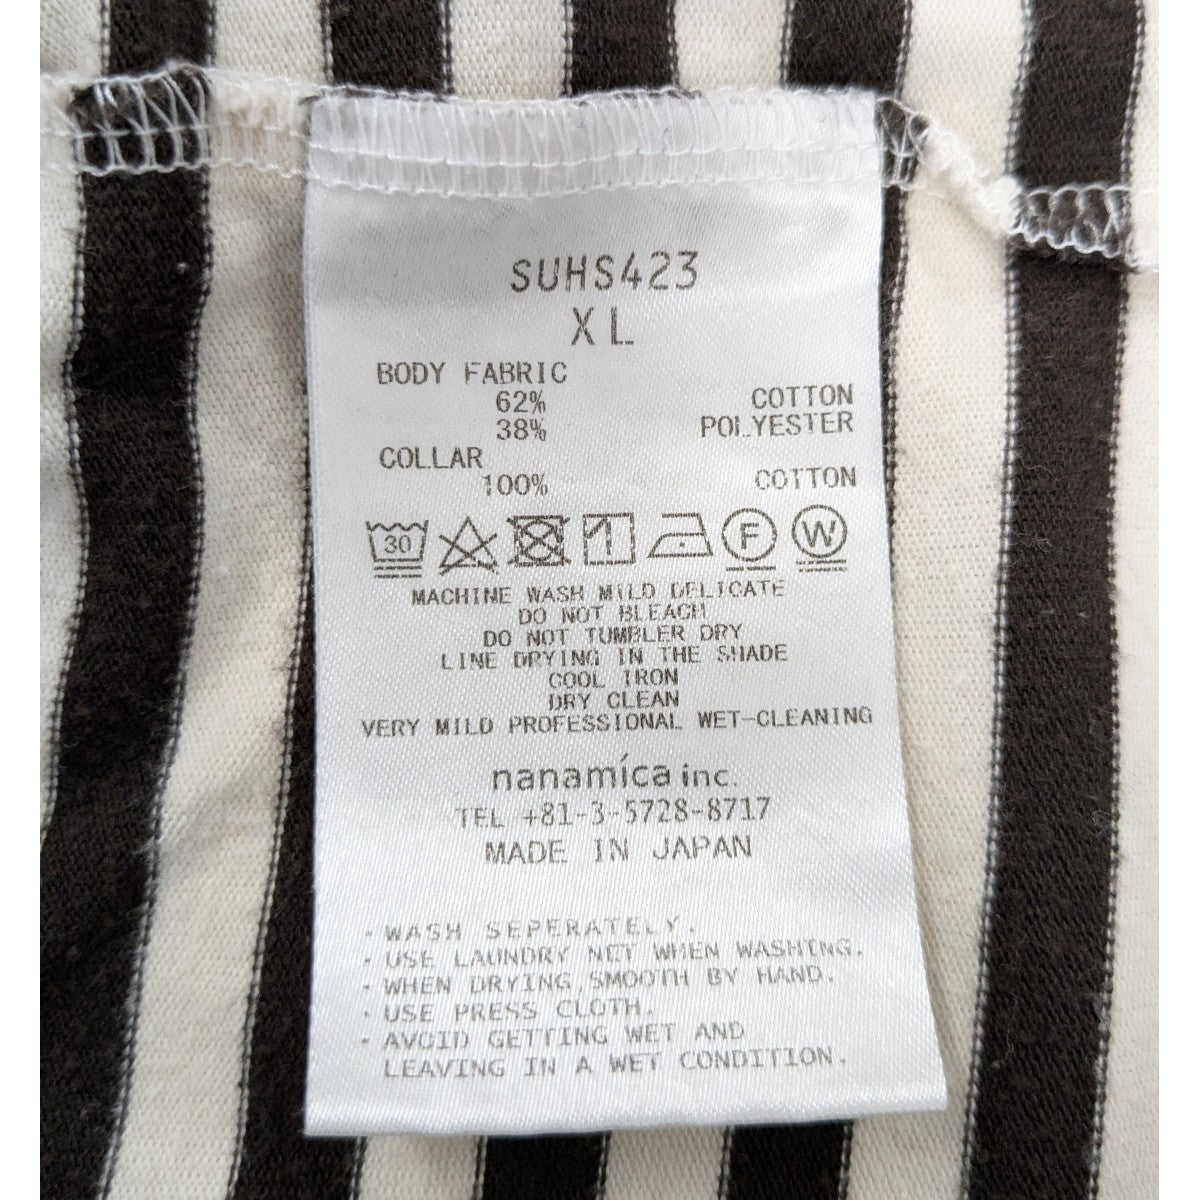 SUHS423
XL
BODY FABRIC
62% COTTON
38% POLYESTER
COLLAR
100% COTTON
30 1 F W
MACHINE WASH MILD DELICATE
DO NOT BLEACH
DO NOT TUMBLER DRY
LINE DRYING IN THE SHADE
COOL IRON
DRY CLEAN
VERY MILD PROFESSIONAL WET-CLEANING
nanamíca inc.
TEL +81-3-5728-8717
MADE IN JAPAN
・WASH SEPERATELY.
・USE LAUNDRY NET WHEN WASHING.
・WHEN DRYING,SMOOTH BY HAND.
・USE PRESS CLOTH.
・AVOID GETTING WET AND
LEAVING IN A WET CONDITION.